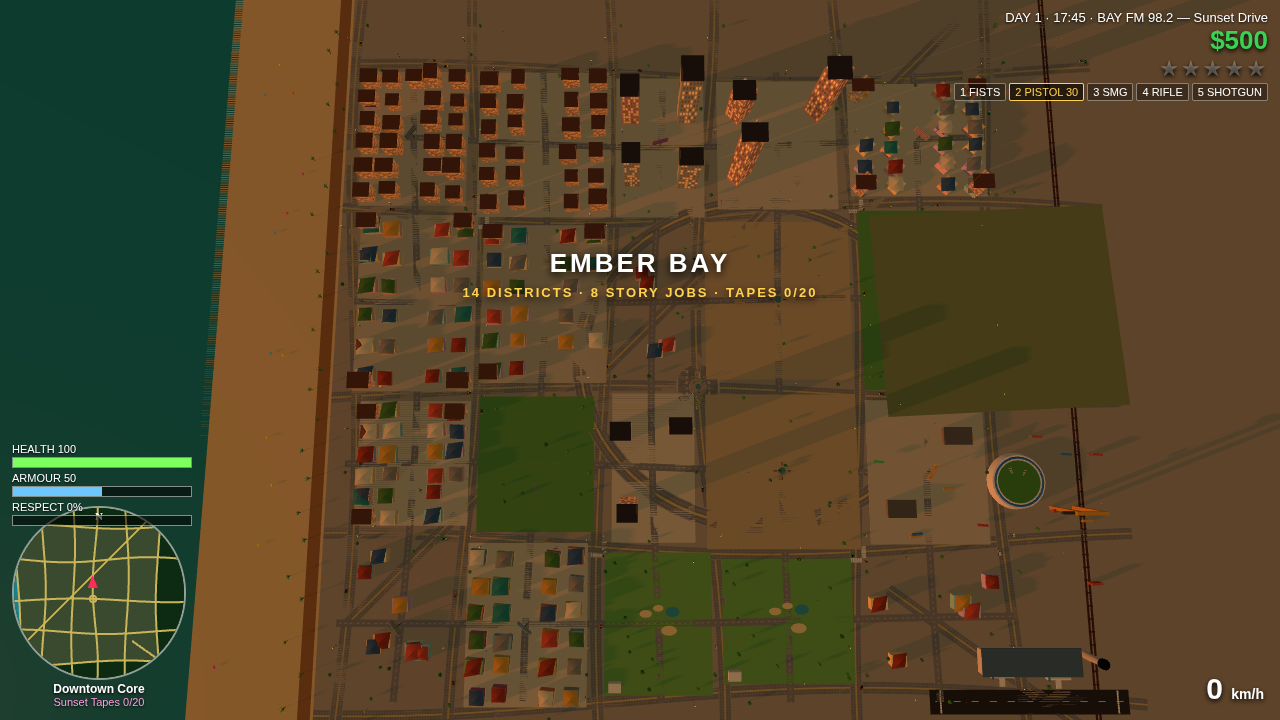 DAY 1 · 17:45 · BAY FM 98.2 — Sunset Drive
$500
1 FISTS 2 PISTOL 30 3 SMG 4 RIFLE 5 SHOTGUN
EMBER BAY
14 DISTRICTS · 8 STORY JOBS · TAPES 0/20
HEALTH 100
ARMOUR 50
RESPECT 0%
N
Downtown Core
Sunset Tapes 0/20
0 km/h